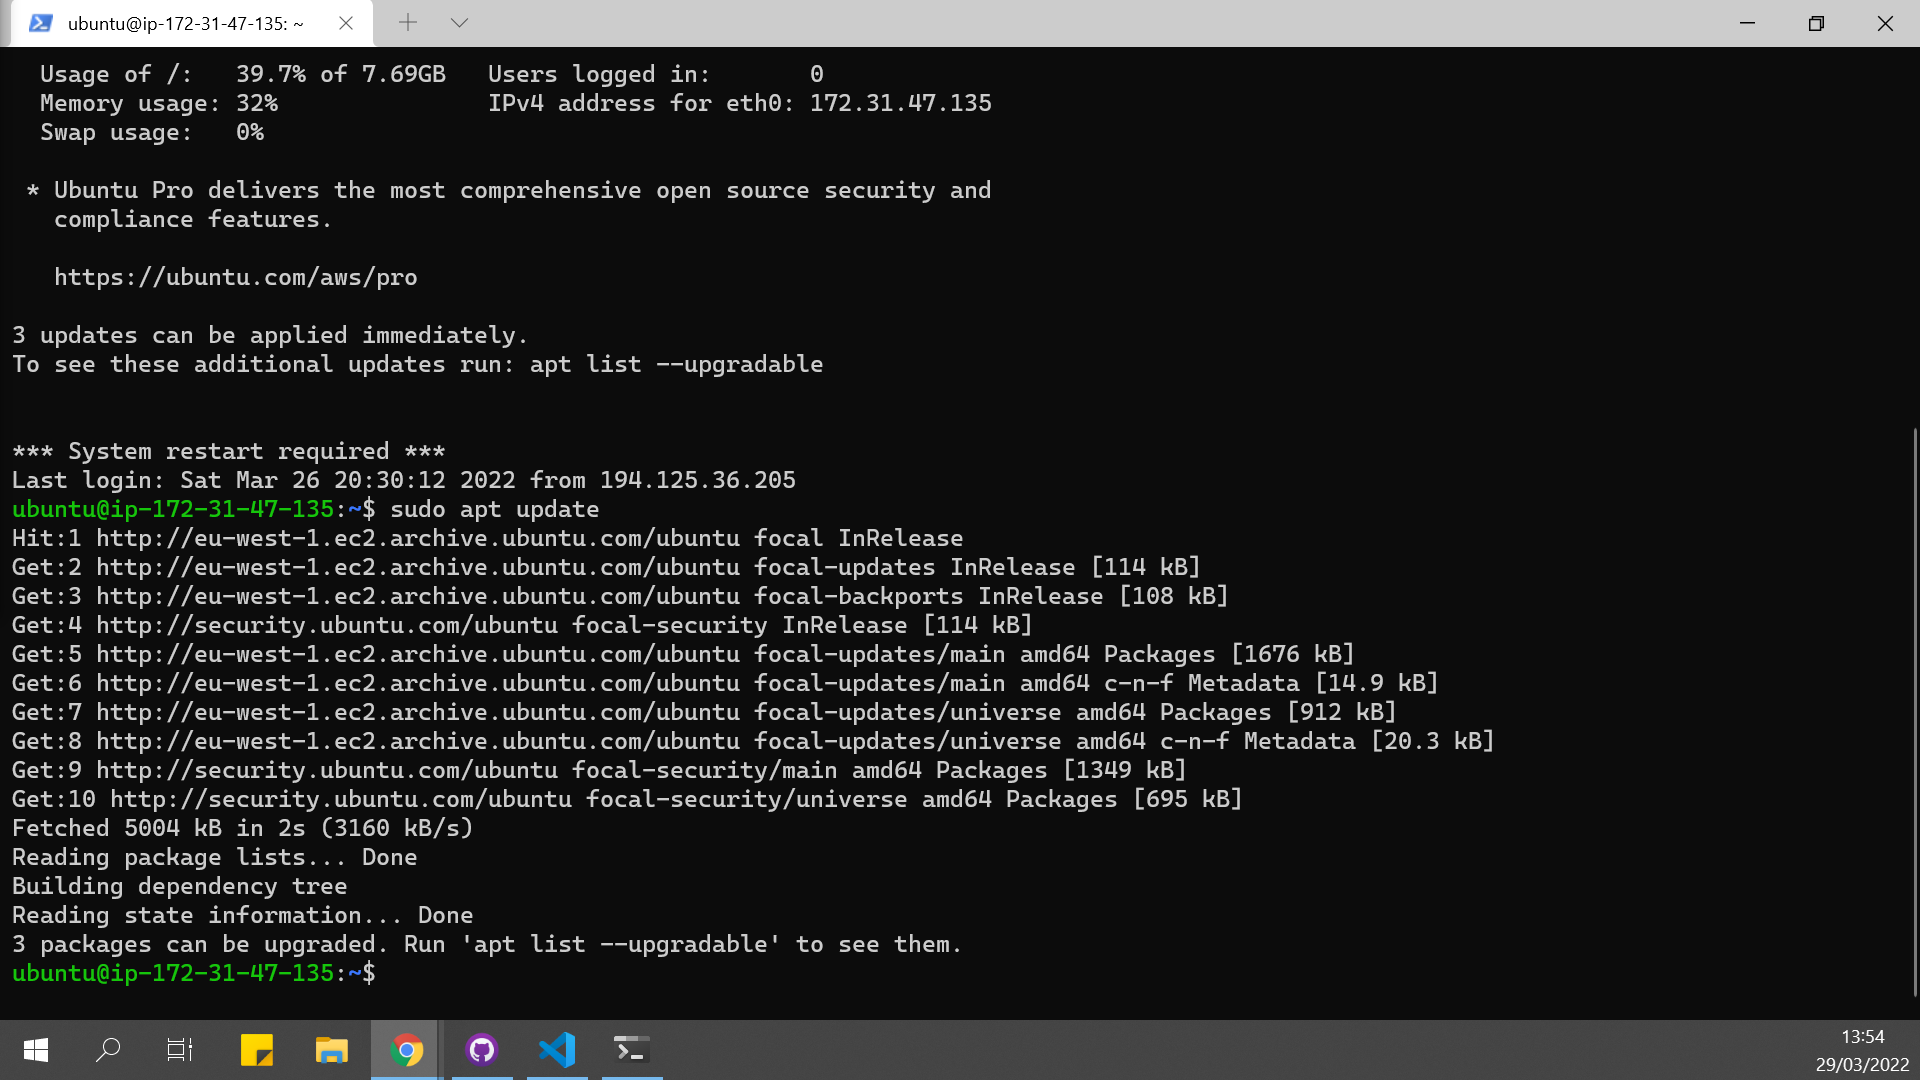 ubuntu@ip-172-31-47-135: ~
Usage of /:   39.7% of 7.69GB   Users logged in:       0
Memory usage: 32%               IPv4 address for eth0: 172.31.47.135
Swap usage:   0%
* Ubuntu Pro delivers the most comprehensive open source security and
compliance features.
https://ubuntu.com/aws/pro
3 updates can be applied immediately.
To see these additional updates run: apt list --upgradable
*** System restart required ***
Last login: Sat Mar 26 20:30:12 2022 from 194.125.36.205
ubuntu@ip-172-31-47-135:~$ sudo apt update
Hit:1 http://eu-west-1.ec2.archive.ubuntu.com/ubuntu focal InRelease
Get:2 http://eu-west-1.ec2.archive.ubuntu.com/ubuntu focal-updates InRelease [114 kB]
Get:3 http://eu-west-1.ec2.archive.ubuntu.com/ubuntu focal-backports InRelease [108 kB]
Get:4 http://security.ubuntu.com/ubuntu focal-security InRelease [114 kB]
Get:5 http://eu-west-1.ec2.archive.ubuntu.com/ubuntu focal-updates/main amd64 Packages [1676 kB]
Get:6 http://eu-west-1.ec2.archive.ubuntu.com/ubuntu focal-updates/main amd64 c-n-f Metadata [14.9 kB]
Get:7 http://eu-west-1.ec2.archive.ubuntu.com/ubuntu focal-updates/universe amd64 Packages [912 kB]
Get:8 http://eu-west-1.ec2.archive.ubuntu.com/ubuntu focal-updates/universe amd64 c-n-f Metadata [20.3 kB]
Get:9 http://security.ubuntu.com/ubuntu focal-security/main amd64 Packages [1349 kB]
Get:10 http://security.ubuntu.com/ubuntu focal-security/universe amd64 Packages [695 kB]
Fetched 5004 kB in 2s (3160 kB/s)
Reading package lists... Done
Building dependency tree
Reading state information... Done
3 packages can be upgraded. Run 'apt list --upgradable' to see them.
ubuntu@ip-172-31-47-135:~$
13:54
29/03/2022